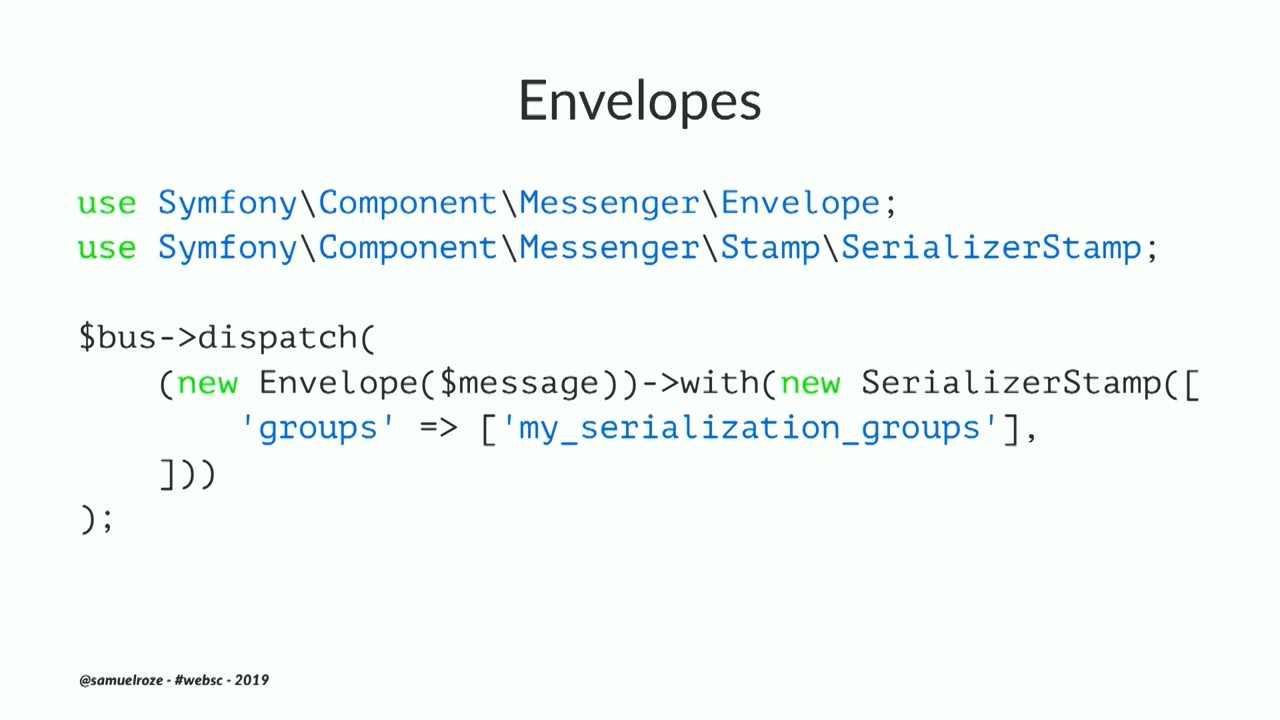 Envelopes
use Symfony\Component\Messenger\Envelope;
use Symfony\Component\Messenger\Stamp\SerializerStamp;
$bus->dispatch(
    (new Envelope($message))->with(new SerializerStamp([
        'groups' => ['my_serialization_groups'],
    ]))
);
@samuelroze - #websc - 2019